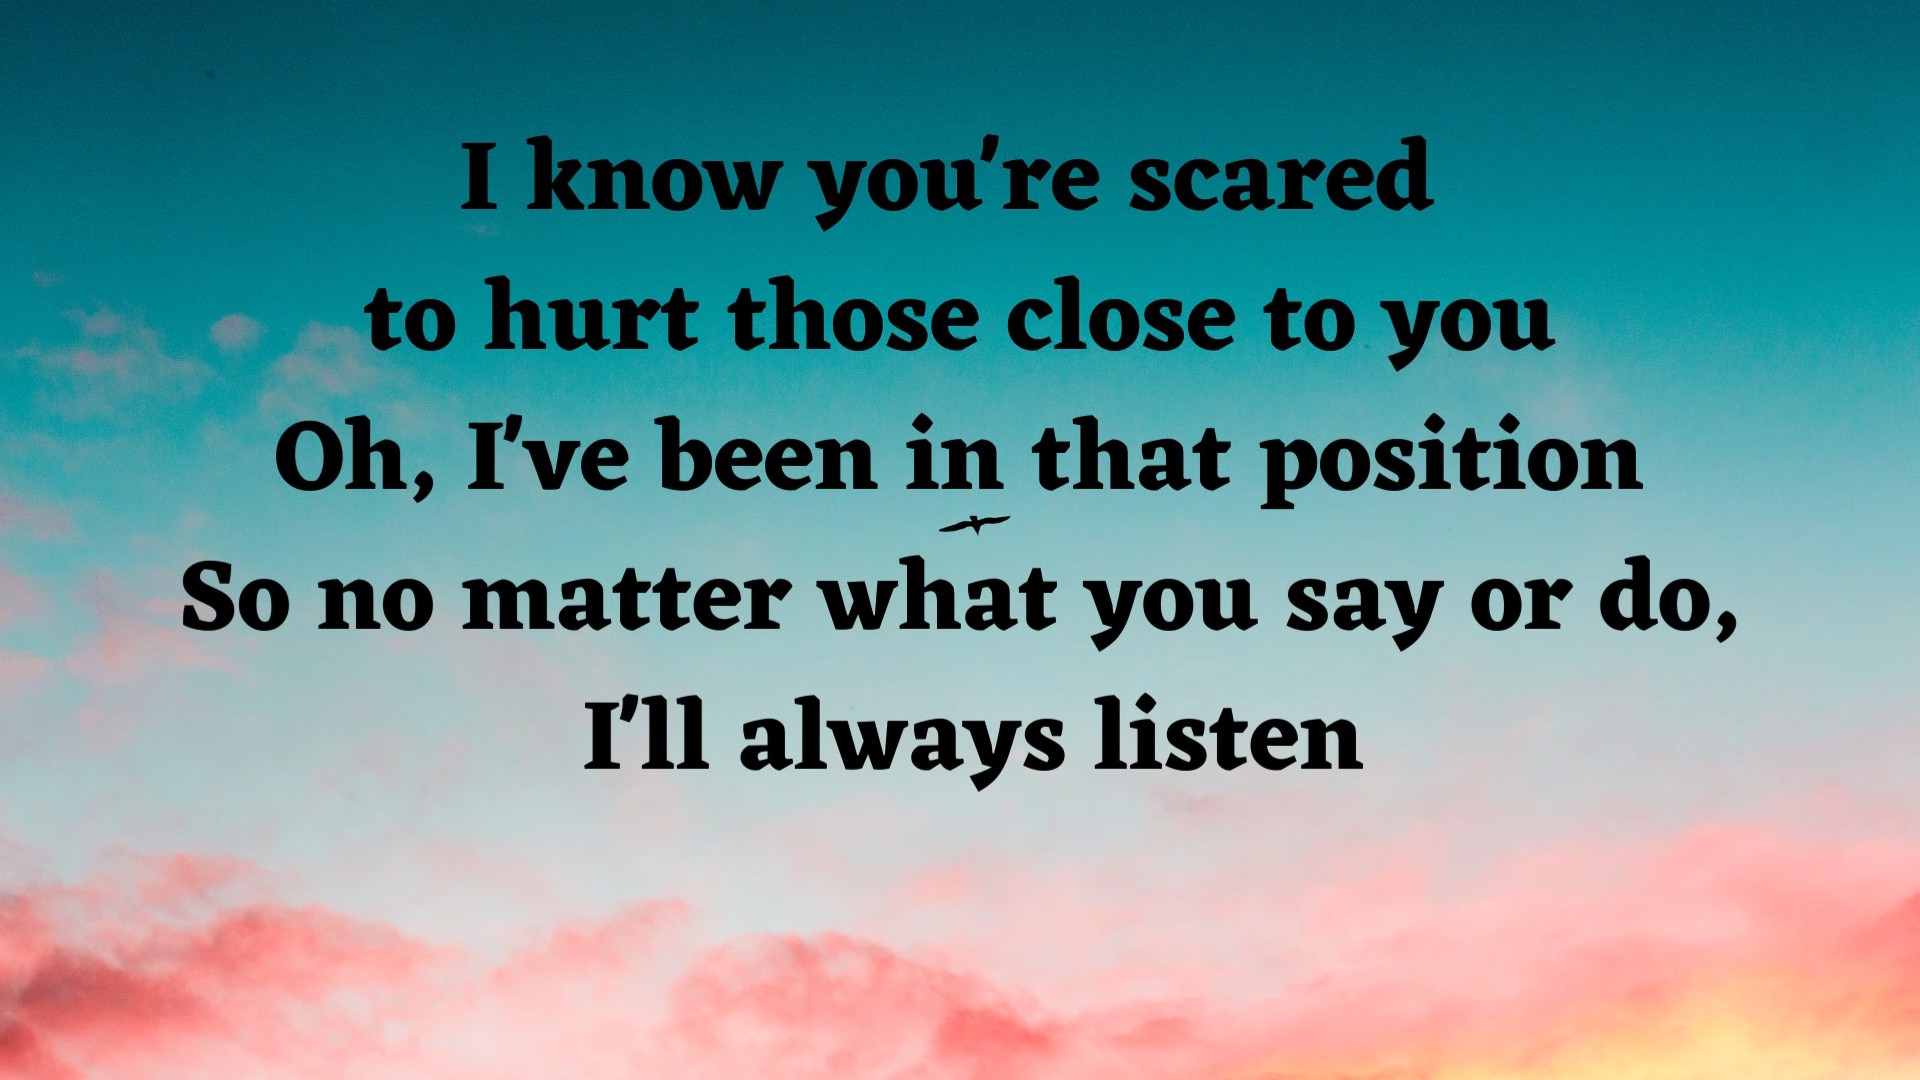 I know you're scared
to hurt those close to you
Oh, I've been in that position
So no matter what you say or do,
I'll always listen